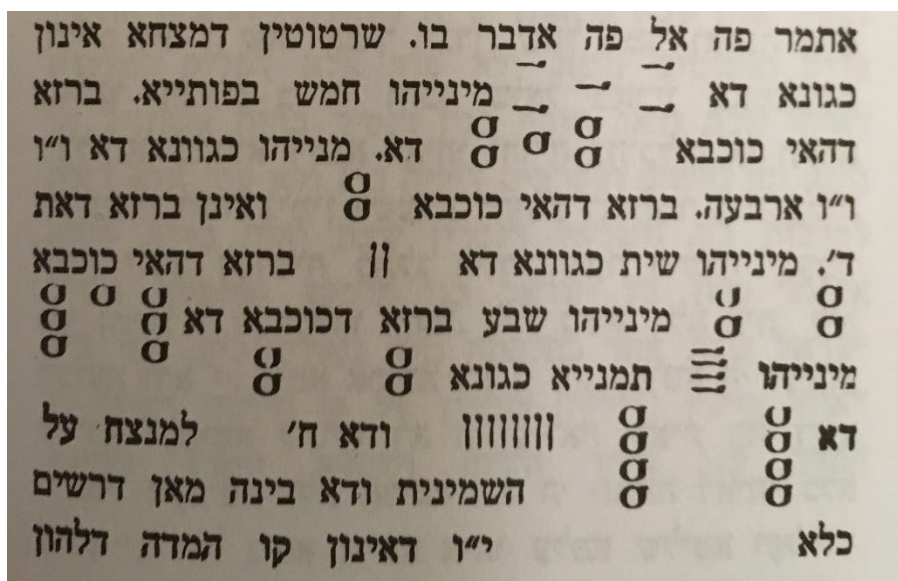 אתמר פה אל פה אדבר בו. שרטוטין דמצחא אינון
כגונא דא מינייהו חמש בפותייא. ברזא
דהאי כוכבא דא. מנייהו כגוונא דא ו״ו
ו״ו ארבעה. ברזא דהאי כוכבא ואינן ברזא דאת
ד׳. מינייהו שית כגוונא דא וו ברזא דהאי כוכבא
מינייהו שבע ברזא דכוכבא דא
מינייהו תמנייא כגונא
דא וווווווו ודא ח׳ למנצח על
השמינית ודא בינה מאן דרשים
כלא י״ו דאינון קו המדה דלהון